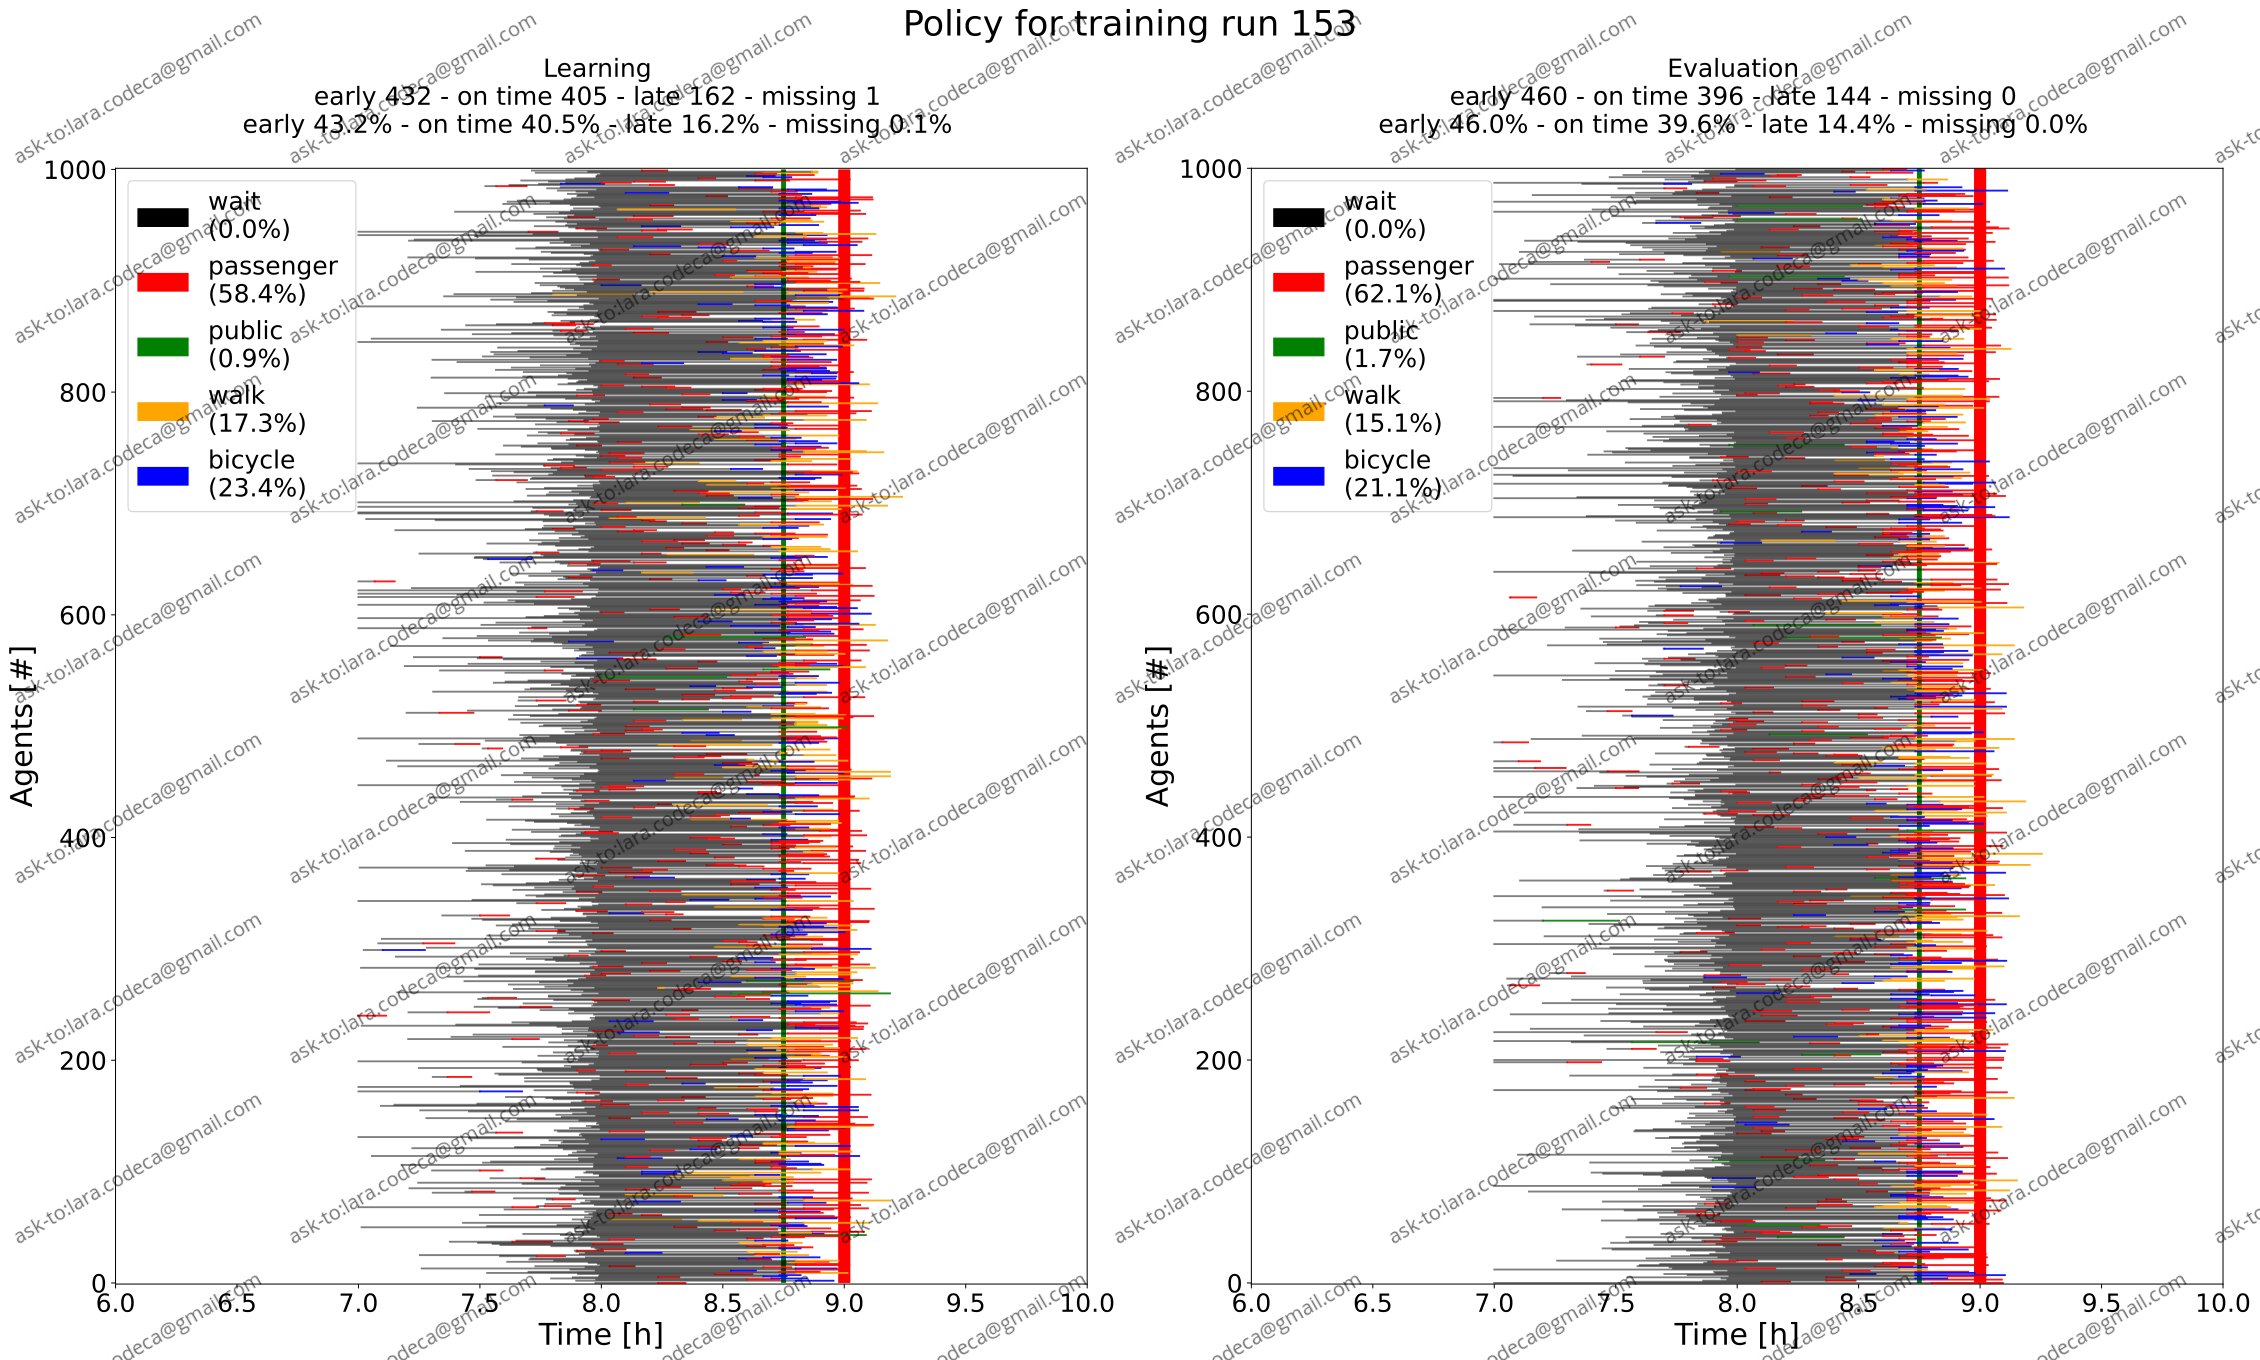 Policy for training run 153
Learning
early 432 - on time 405 - late 162 - missing 1
early 43.2% - on time 40.5% - late 16.2% - missing 0.1%
1000
800
600
400
200
0
Agents [#]
wait
(0.0%)
passenger
(58.4%)
public
(0.9%)
walk
(17.3%)
bicycle
(23.4%)
6.0 6.5 7.0 7.5 8.0 8.5 9.0 9.5 10.0
Time [h]
Evaluation
early 460 - on time 396 - late 144 - missing 0
early 46.0% - on time 39.6% - late 14.4% - missing 0.0%
1000
800
600
400
200
0
Agents [#]
wait
(0.0%)
passenger
(62.1%)
public
(1.7%)
walk
(15.1%)
bicycle
(21.1%)
6.0 6.5 7.0 7.5 8.0 8.5 9.0 9.5 10.0
Time [h]
ask-to:lara.codeca@gmail.com